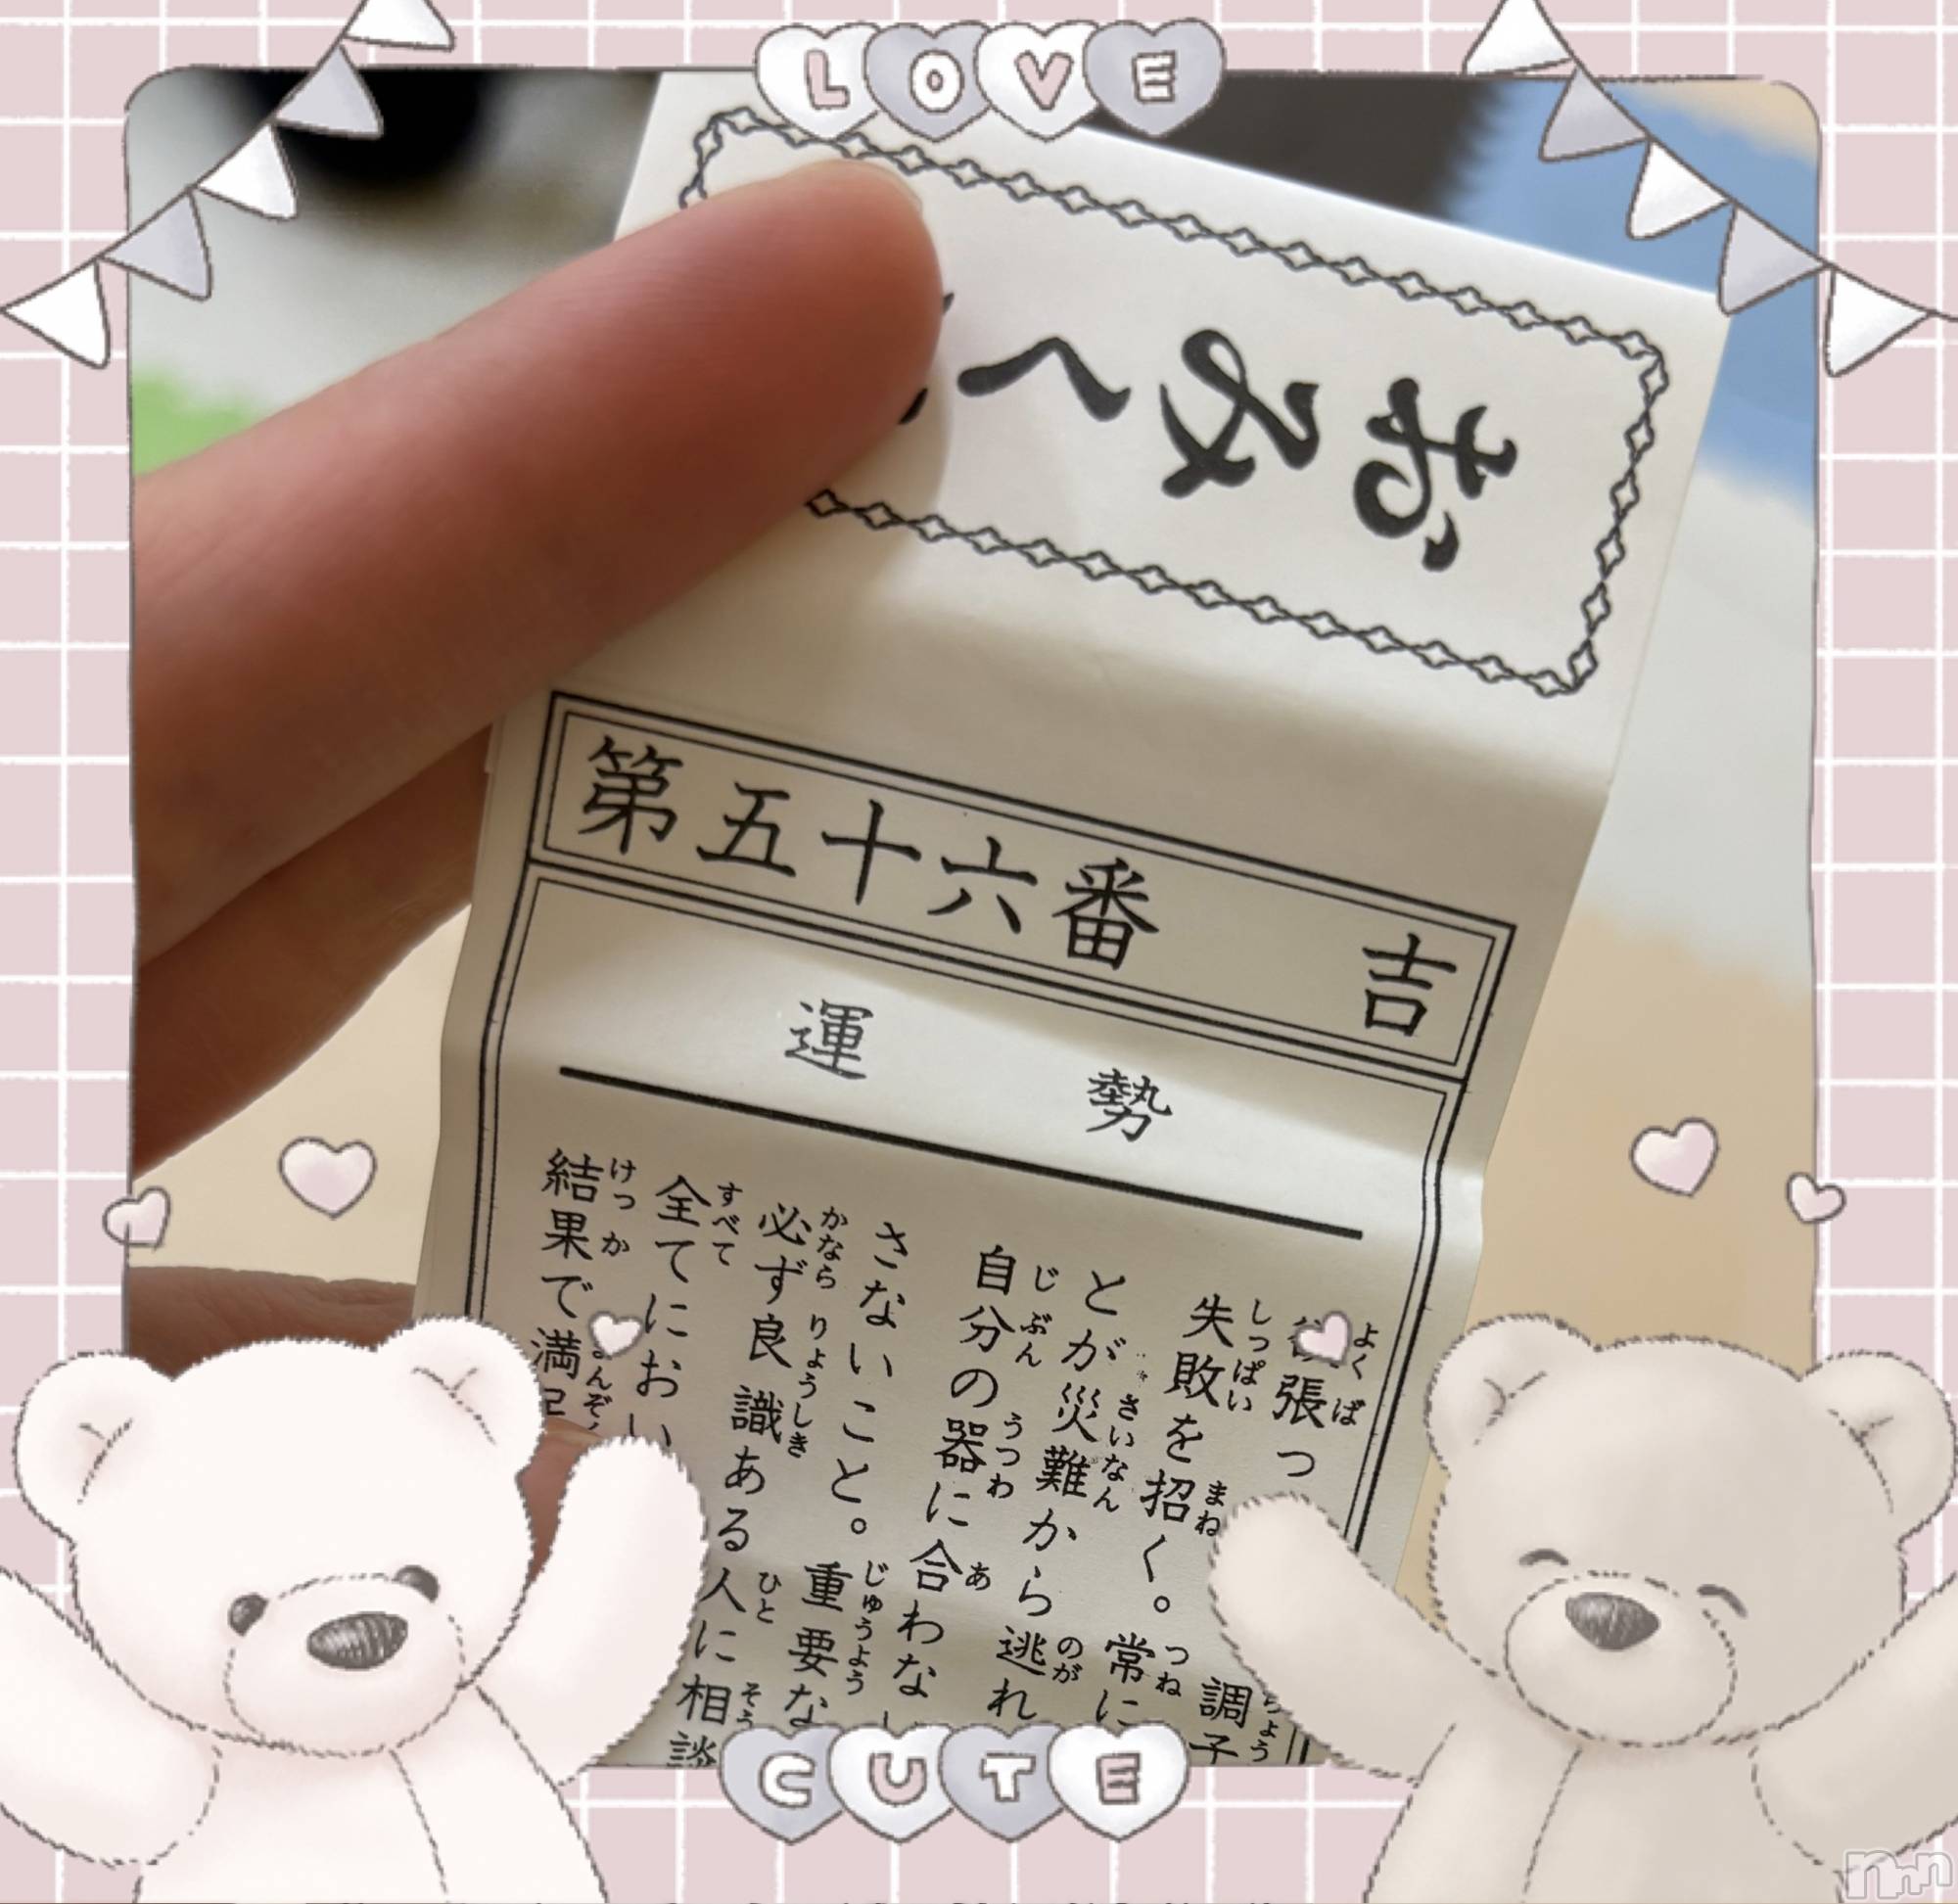 LOVE
おみく
第五十六番 吉
運勢
張っ
失敗を招く。
調子
とが災難から逃れ
常に
自分の器に合わない
さないこと。重要な
必ず良識ある人に相談
全てにおい
結果で満足
CUTE